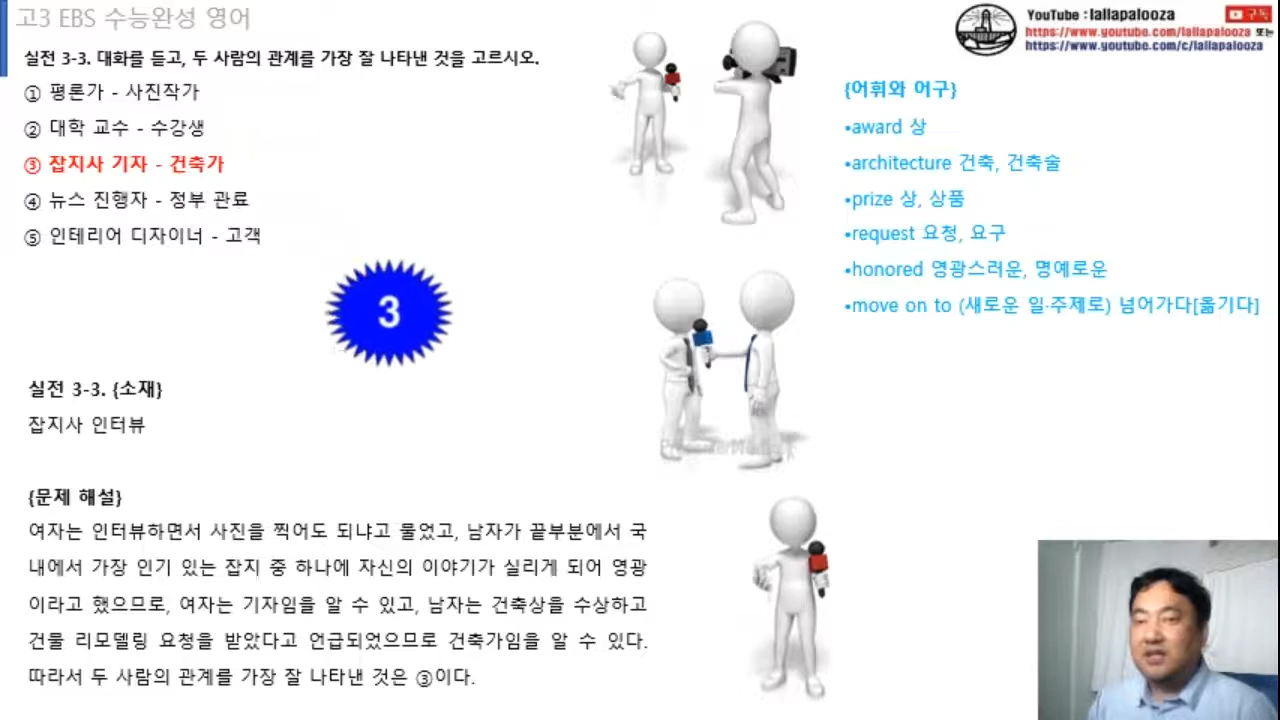 고3 EBS 수능완성 영어
YouTube : lallapalooza
구독
https://www.youtube.com/lallapalooza 또는
https://www.youtube.com/c/lallapalooza
실전 3-3. 대화를 듣고, 두 사람의 관계를 가장 잘 나타낸 것을 고르시오.
① 평론가 - 사진작가
② 대학 교수 - 수강생
③ 잡지사 기자 - 건축가
④ 뉴스 진행자 - 정부 관료
⑤ 인테리어 디자이너 - 고객
{어휘와 어구}
•award 상
•architecture 건축, 건축술
•prize 상, 상품
•request 요청, 요구
•honored 영광스러운, 명예로운
•move on to (새로운 일·주제로) 넘어가다[옮기다]
3
실전 3-3. {소재}
잡지사 인터뷰
{문제 해설}
여자는 인터뷰하면서 사진을 찍어도 되냐고 물었고, 남자가 끝부분에서 국
내에서 가장 인기 있는 잡지 중 하나에 자신의 이야기가 실리게 되어 영광
이라고 했으므로, 여자는 기자임을 알 수 있고, 남자는 건축상을 수상하고
건물 리모델링 요청을 받았다고 언급되었으므로 건축가임을 알 수 있다.
따라서 두 사람의 관계를 가장 잘 나타낸 것은 ③이다.